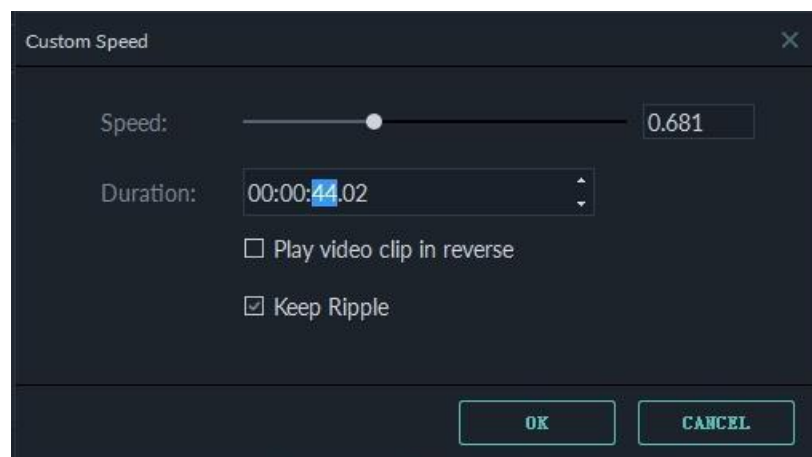 Custom Speed
Speed: 0.681
Duration: 00:00:44.02
Play video clip in reverse
Keep Ripple
OK CANCEL